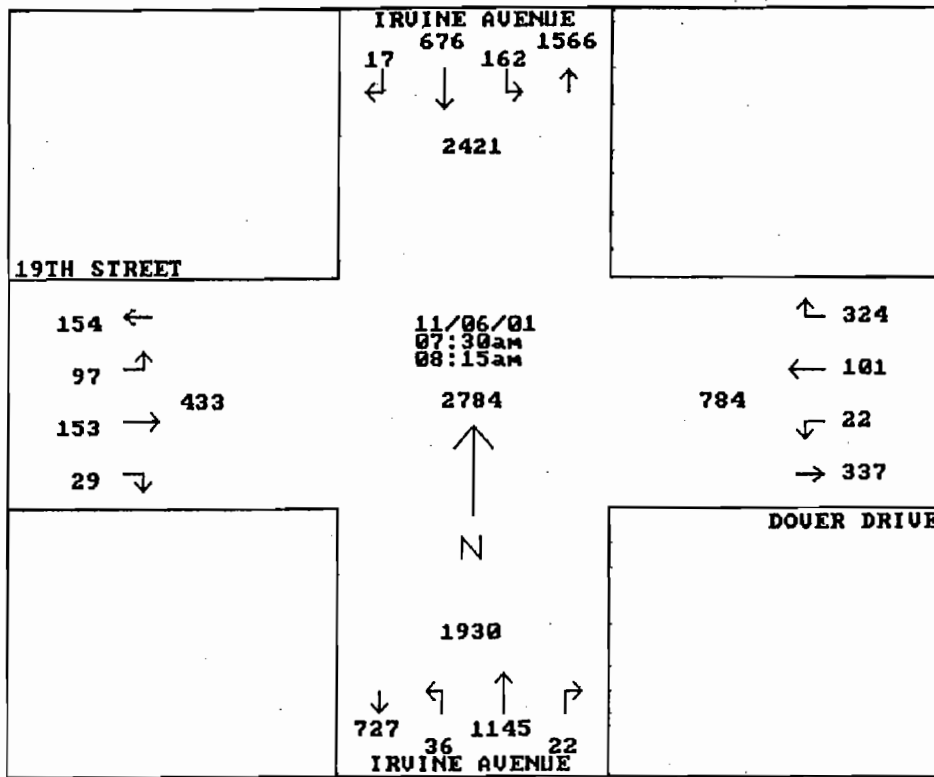 IRVINE AVENUE
676 1566
17 162
2421
19TH STREET
154
97
153
29
433
11/06/01
07:30am
08:15am
2784
784
324
101
22
337
N
DOVER DRIVE
1930
727 1145
36 22
IRVINE AVENUE